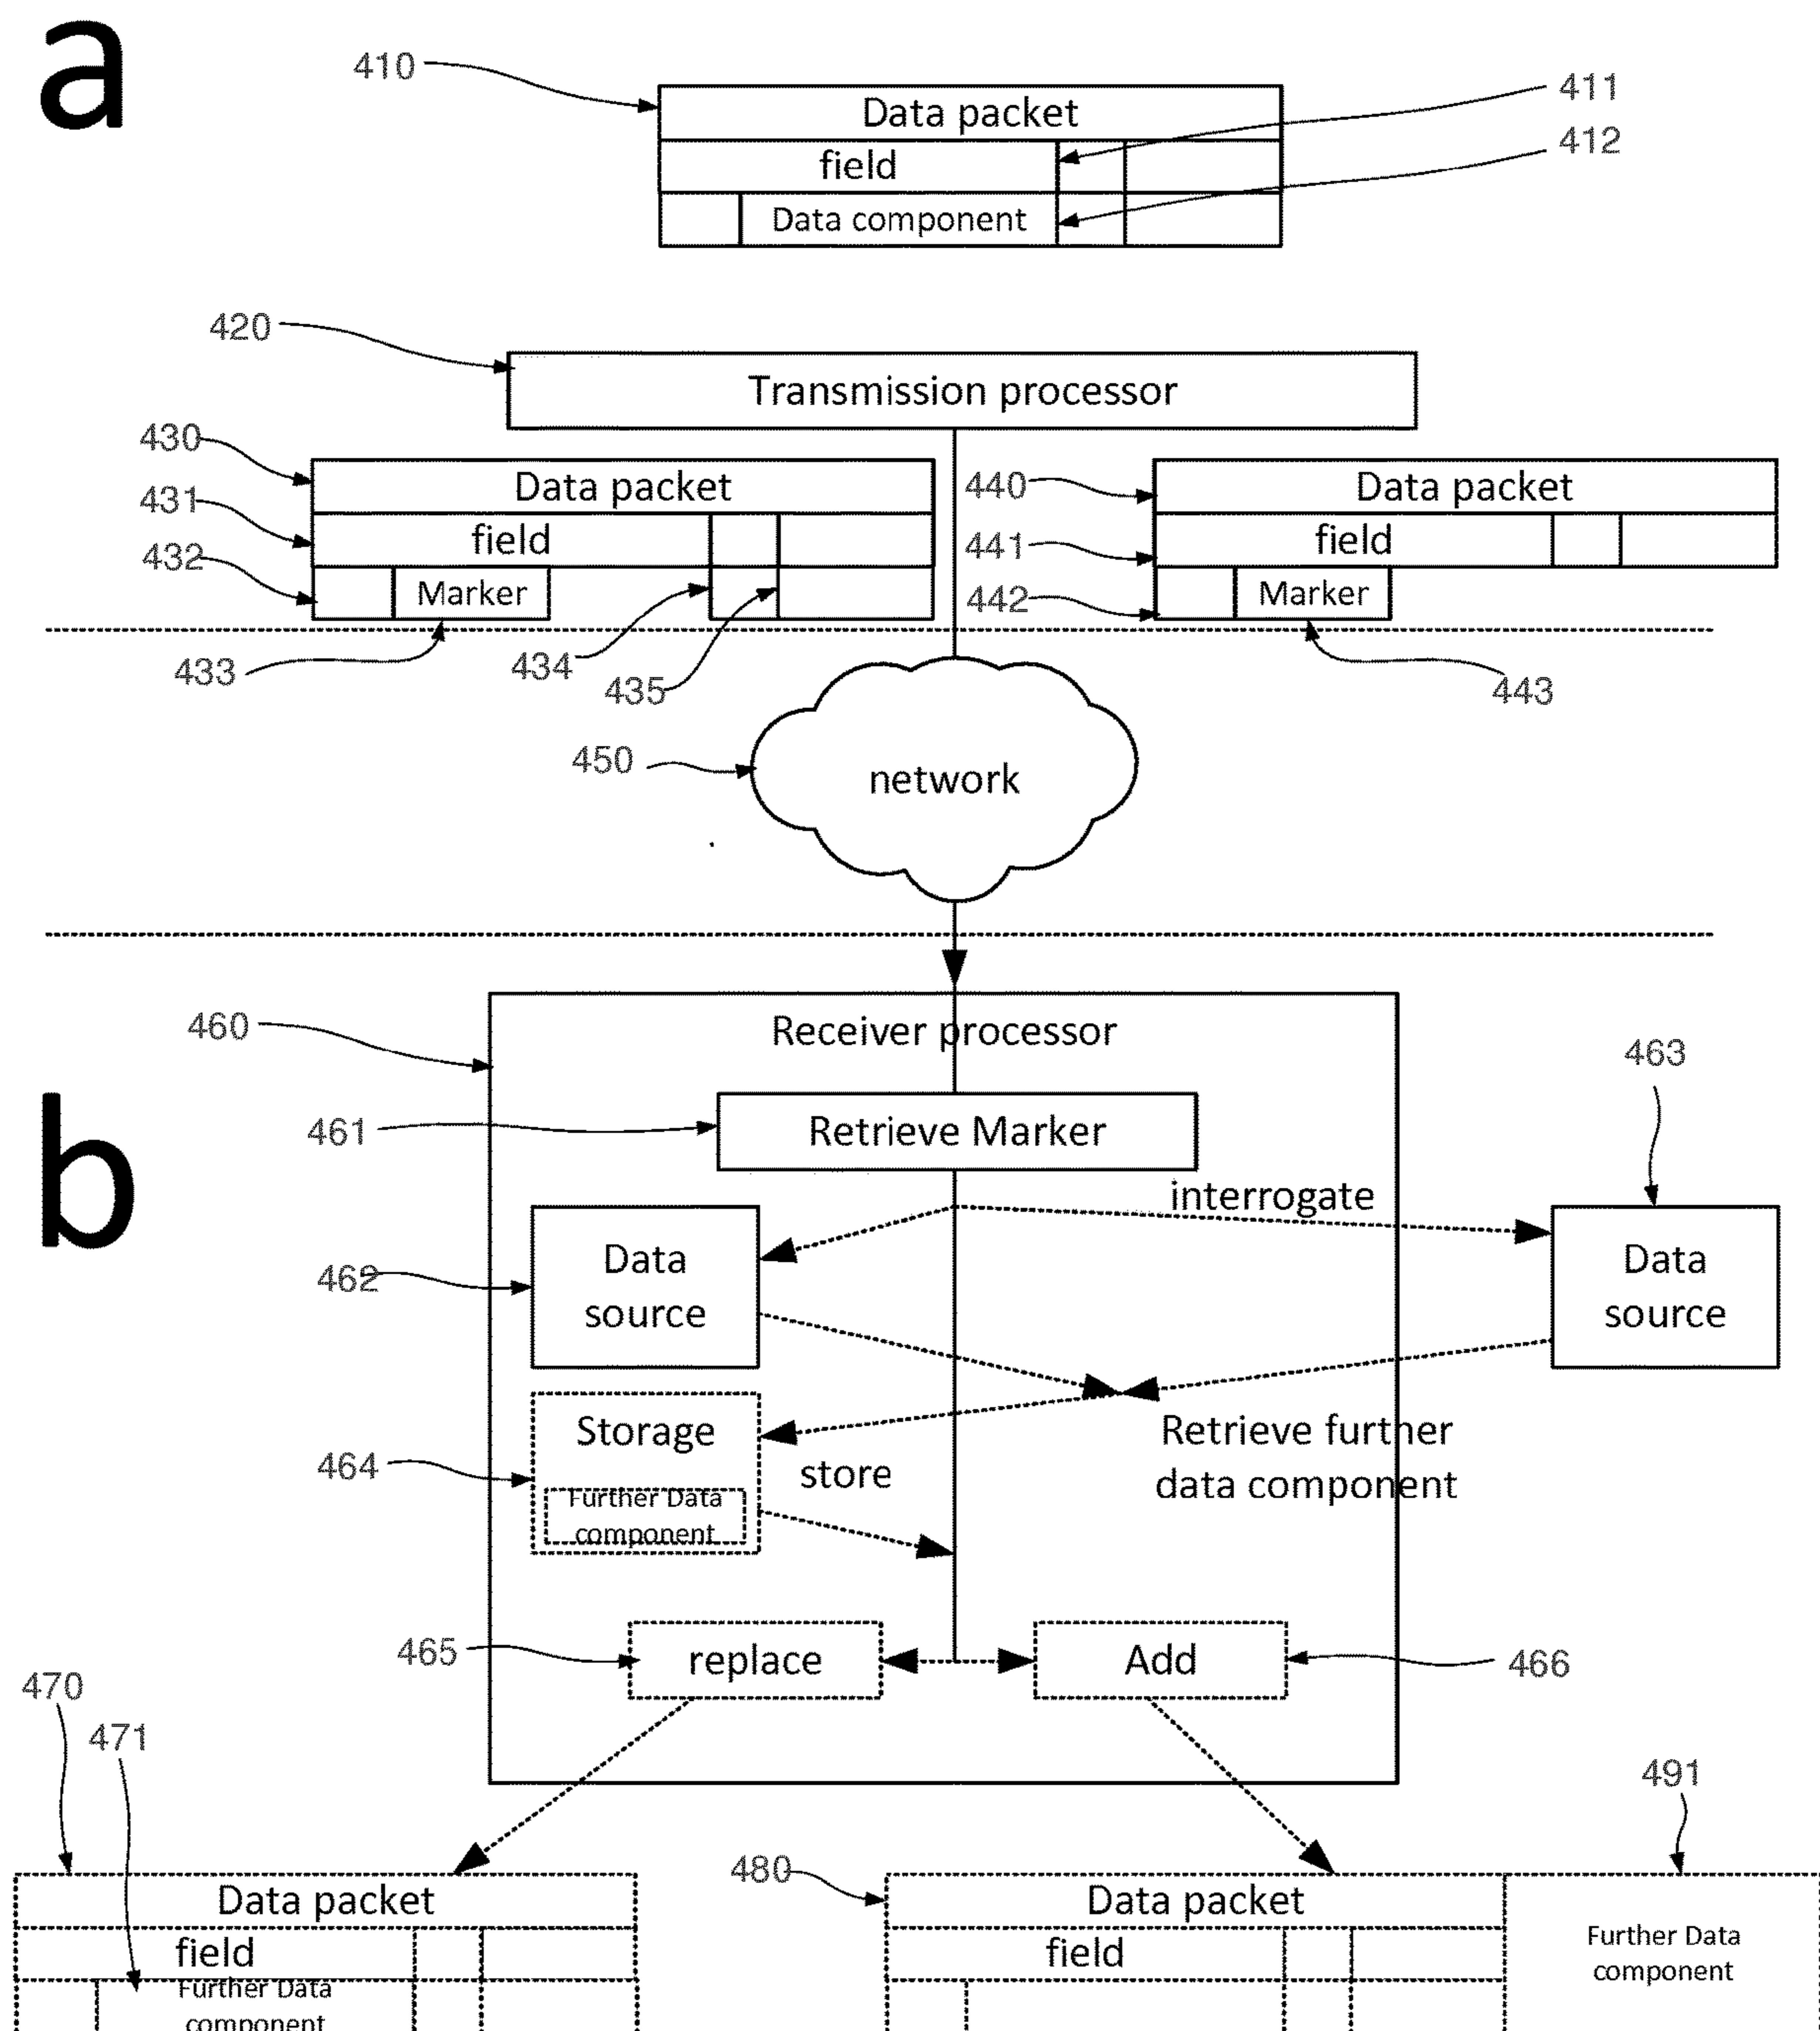 a
410
411
Data packet
412
field
Data component
420
Transmission processor
430
Data packet
440
Data packet
431
field
441
field
432
Marker
442
Marker
433
434
435
443
450
network
460
Receiver processor
463
b
461
Retrieve Marker
interrogate
462
Data
source
Data
source
Storage
Retrieve further
data component
464
store
Further Data
component
465
replace
Add
466
470
471
491
480
Data packet
Data packet
Further Data
component
field
field
Further Data
component